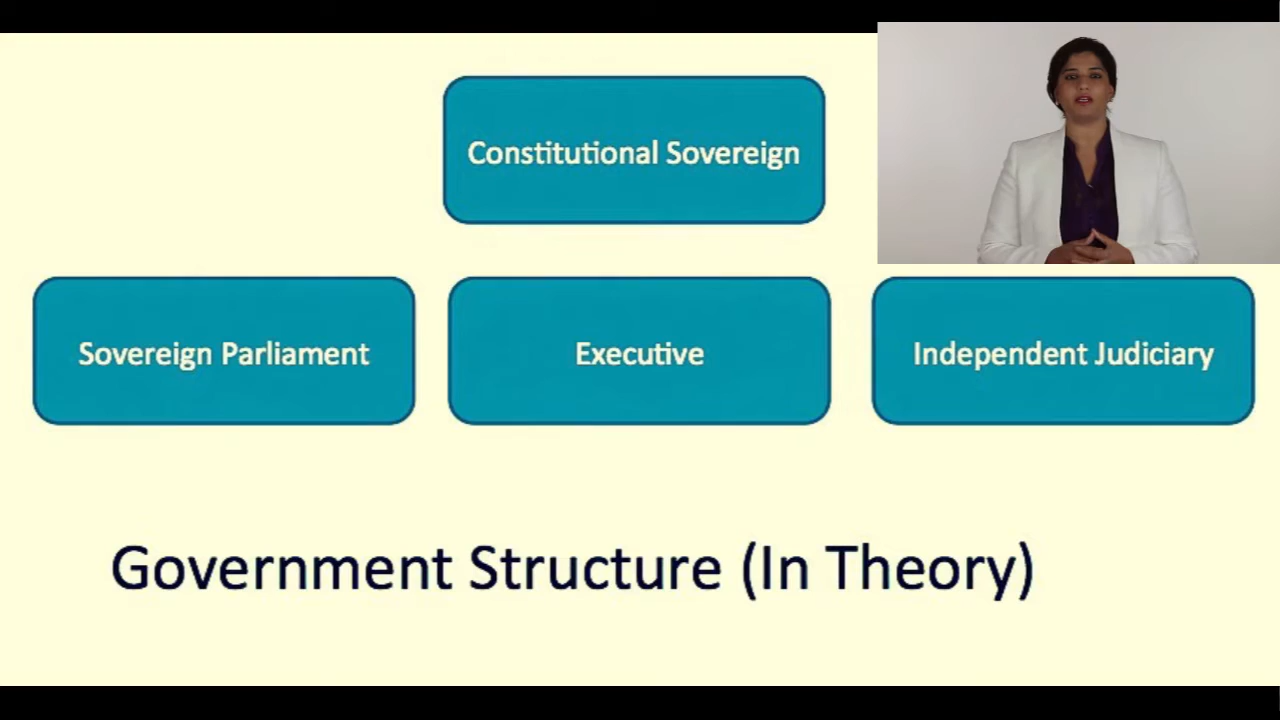 Constitutional Sovereign
Sovereign Parliament
Executive
Independent Judiciary
Government Structure (In Theory)